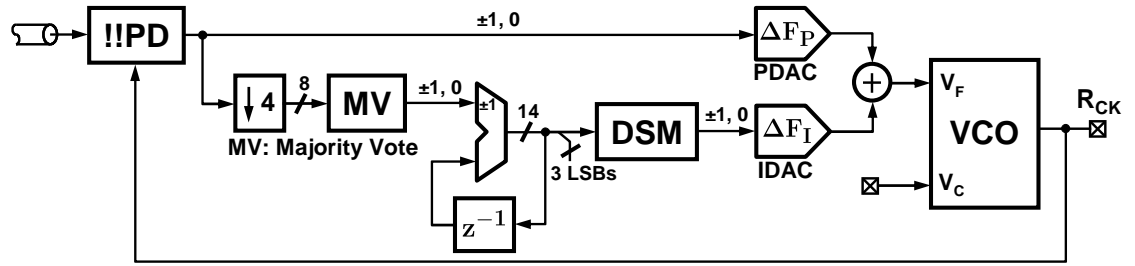 !!PD
±1, 0
ΔF_P
PDAC
↓ 4
8
MV
±1, 0
MV: Majority Vote
±1
14
3 LSBs
z⁻¹
DSM
±1, 0
ΔF_I
IDAC
V_F
VCO
V_C
R_CK